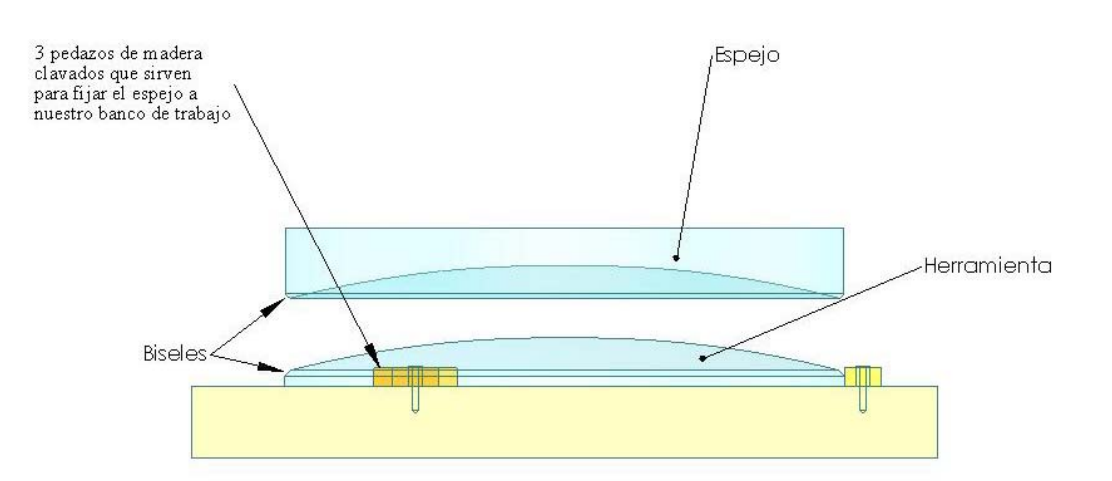 3 pedazos de madera
clavados que sirven
para fijar el espejo a
nuestro banco de trabajo
Espejo
Herramienta
Biseles